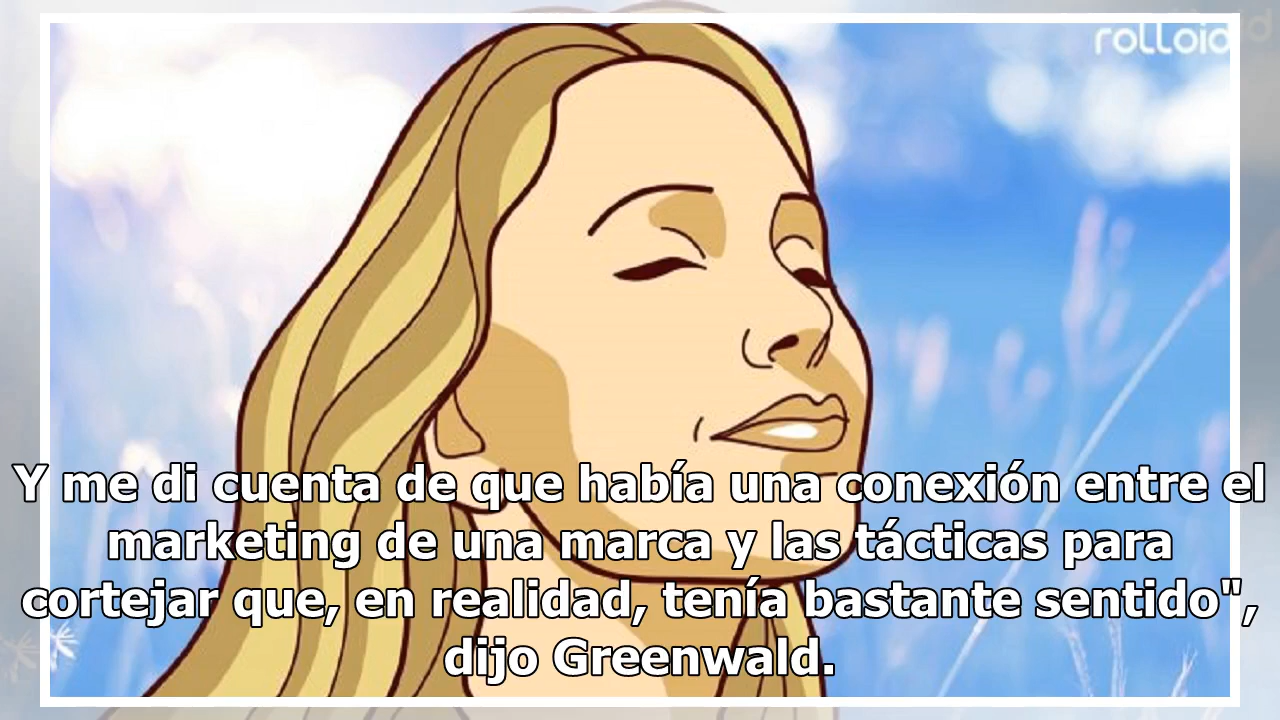 rolloid
Y me di cuenta de que había una conexión entre el
marketing de una marca y las tácticas para
cortejar que, en realidad, tenía bastante sentido",
dijo Greenwald.